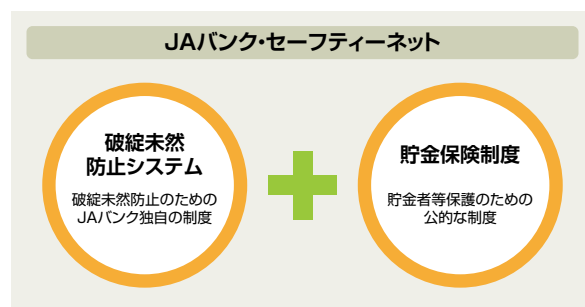 JAバンク・セーフティーネット
破綻未然
防止システム
破綻未然防止のための
JAバンク独自の制度
貯金保険制度
貯金者等保護のための
公的な制度